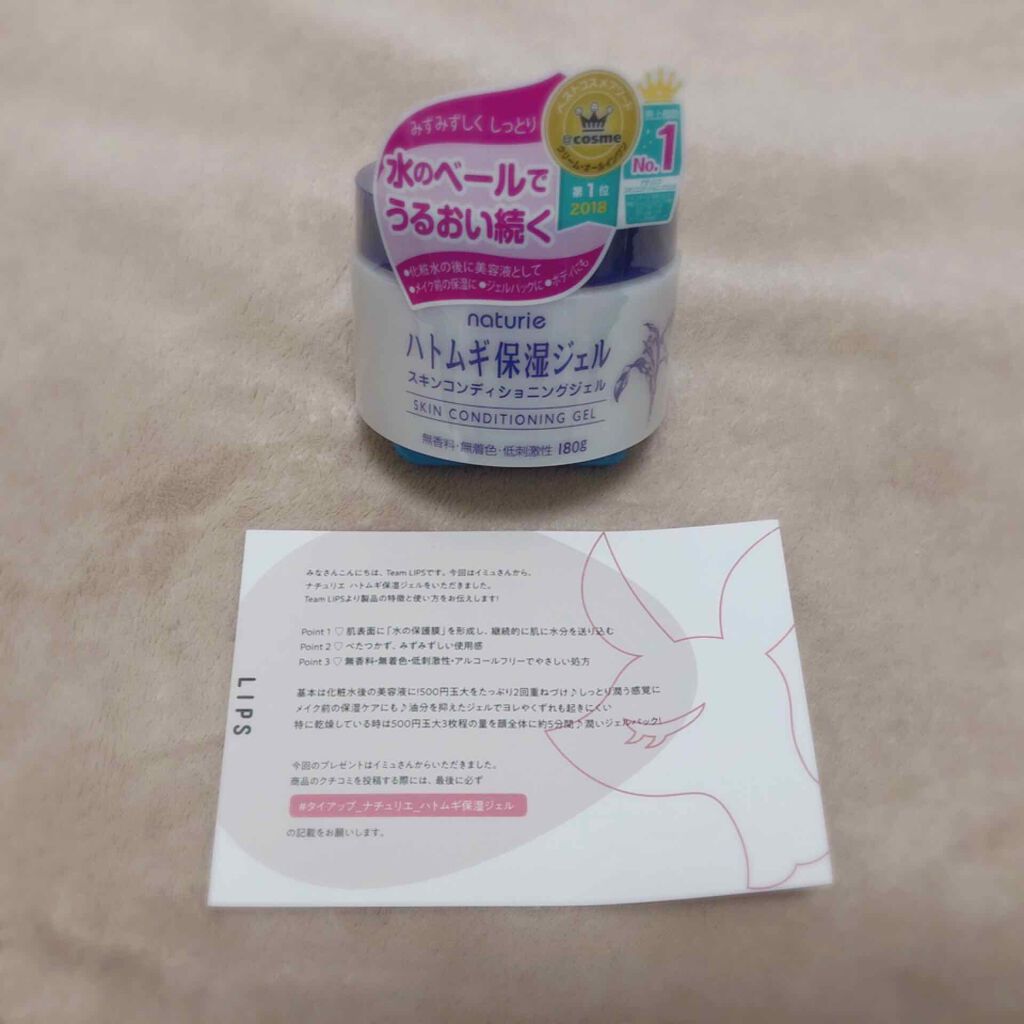 みずみずしく しっとり
水のベールで
うるおい続く
●化粧水の後に美容液として
●メイク前の保湿に●ジェルパックに●ボディにも
ベストコスメアワード
@cosme
第1位
2018
No.1
naturie
ハトムギ保湿ジェル
スキンコンディショニングジェル
SKIN CONDITIONING GEL
無香料・無着色・低刺激性 180g
LIPS
みなさんこんにちは、Team LIPSです。今回はイミュさんから、
ナチュリエ ハトムギ保湿ジェルをいただきました。
Team LIPSより製品の特徴と使い方をお伝えします!
Point 1 ♡ 肌表面に「水の保護膜」を形成し、継続的に肌に水分を送り込む
Point 2 ♡ べたつかず、みずみずしい使用感
Point 3 ♡ 無香料・無着色・低刺激性・アルコールフリーでやさしい処方
基本は化粧水後の美容液に!500円玉大をたっぷり2回重ねづけ♪しっとり潤う感覚に
メイク前の保湿ケアにも♪油分を抑えたジェルでヨレやくずれも起きにくい
特に乾燥している時は500円玉大3枚程の量を顔全体に約5分間♪潤いジェルパック!
今回のプレゼントはイミュさんからいただきました。
商品のクチコミを投稿する際には、最後に必ず
#タイアップ_ナチュリエ_ハトムギ保湿ジェル
の記載をお願いします。